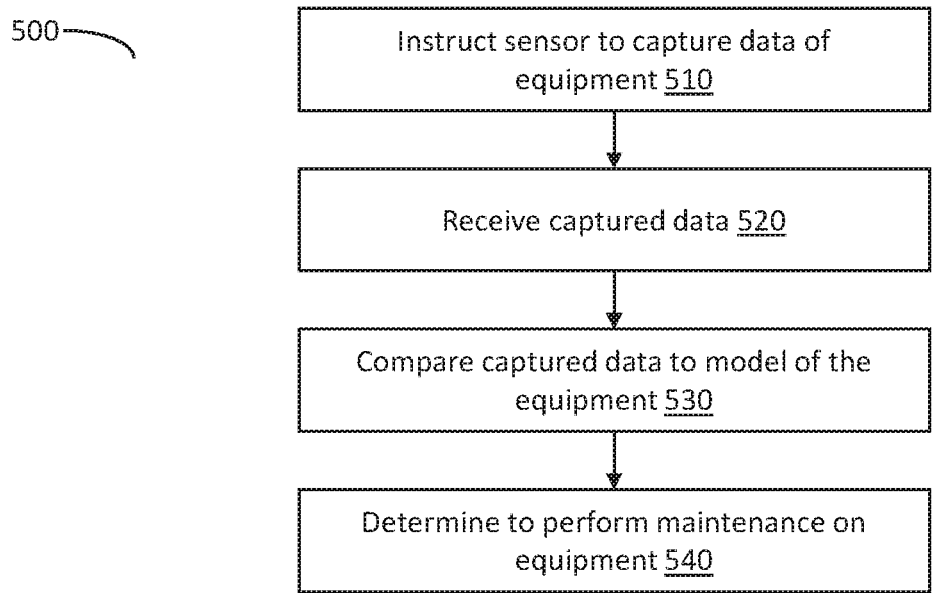 500
Instruct sensor to capture data of
equipment 510
Receive captured data 520
Compare captured data to model of the
equipment 530
Determine to perform maintenance on
equipment 540